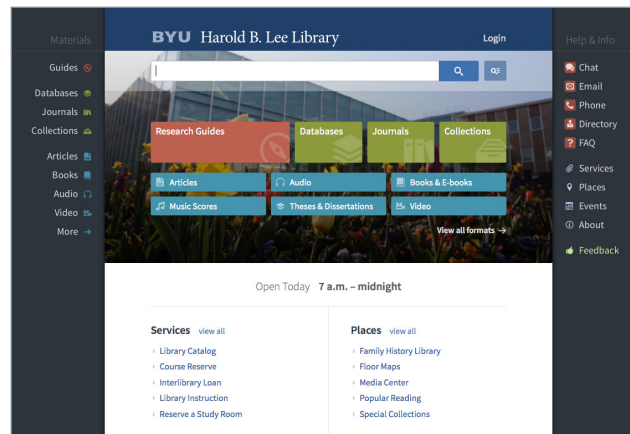 Materials
Guides
Databases
Journals
Collections
Articles
Books
Audio
Video
More →
BYU Harold B. Lee Library
Login
Research Guides
Databases
Journals
Collections
Articles
Audio
Books & E-books
Music Scores
Theses & Dissertations
Video
View all formats →
Open Today 7 a.m. – midnight
Services view all
› Library Catalog
› Course Reserve
› Interlibrary Loan
› Library Instruction
› Reserve a Study Room
Places view all
› Family History Library
› Floor Maps
› Media Center
› Popular Reading
› Special Collections
Help & Info
Chat
Email
Phone
Directory
FAQ
Services
Places
Events
About
Feedback